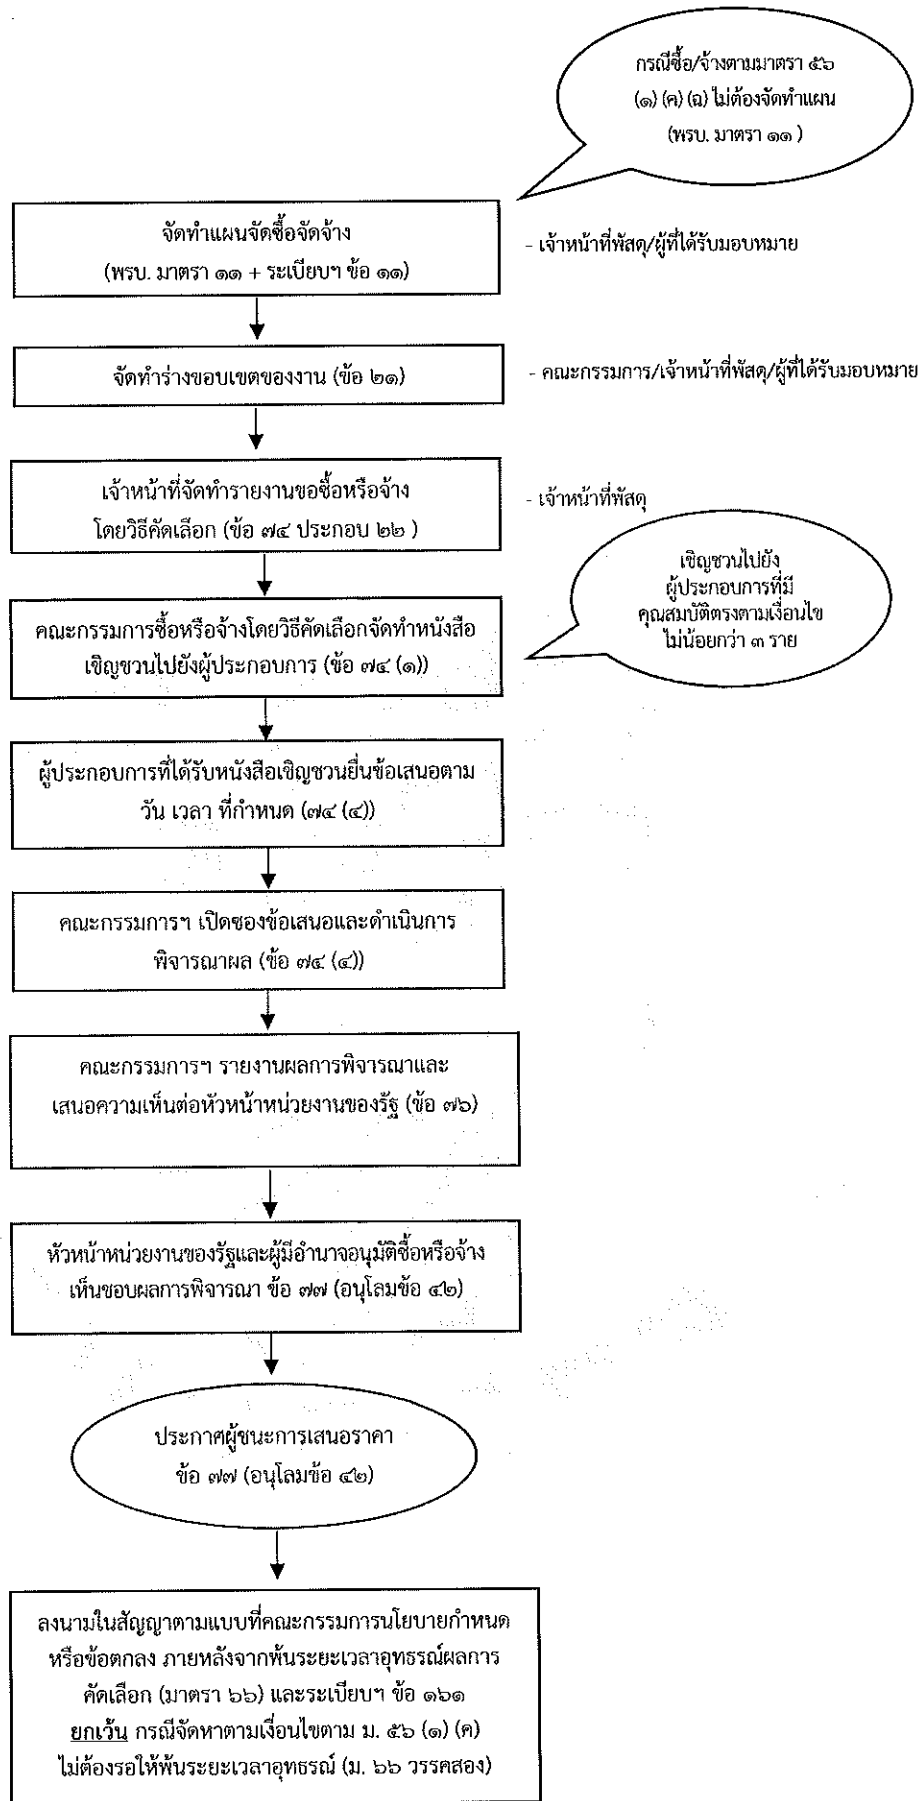 กรณีซื้อ/จ้างตามมาตรา ๕๖
(๑) (ค) (ฉ) ไม่ต้องจัดทำแผน
(พรบ. มาตรา ๑๑ )
จัดทำแผนจัดซื้อจัดจ้าง
(พรบ. มาตรา ๑๑ + ระเบียบฯ ข้อ ๑๑)
- เจ้าหน้าที่พัสดุ/ผู้ที่ได้รับมอบหมาย
จัดทำร่างขอบเขตของงาน (ข้อ ๒๑)
- คณะกรรมการ/เจ้าหน้าที่พัสดุ/ผู้ที่ได้รับมอบหมาย
เจ้าหน้าที่จัดทำรายงานขอซื้อหรือจ้าง
โดยวิธีคัดเลือก (ข้อ ๗๔ ประกอบ ๒๒ )
- เจ้าหน้าที่พัสดุ
เชิญชวนไปยัง
ผู้ประกอบการที่มี
คุณสมบัติตรงตามเงื่อนไข
ไม่น้อยกว่า ๓ ราย
คณะกรรมการซื้อหรือจ้างโดยวิธีคัดเลือกจัดทำหนังสือ
เชิญชวนไปยังผู้ประกอบการ (ข้อ ๗๔ (๑))
ผู้ประกอบการที่ได้รับหนังสือเชิญชวนยื่นข้อเสนอตาม
วัน เวลา ที่กำหนด (๗๔ (๔))
คณะกรรมการฯ เปิดซองข้อเสนอและดำเนินการ
พิจารณาผล (ข้อ ๗๔ (๔))
คณะกรรมการฯ รายงานผลการพิจารณาและ
เสนอความเห็นต่อหัวหน้าหน่วยงานของรัฐ (ข้อ ๗๖)
หัวหน้าหน่วยงานของรัฐและผู้มีอำนาจอนุมัติซื้อหรือจ้าง
เห็นชอบผลการพิจารณา ข้อ ๗๗ (อนุโลมข้อ ๔๒)
ประกาศผู้ชนะการเสนอราคา
ข้อ ๗๗ (อนุโลมข้อ ๔๒)
ลงนามในสัญญาตามแบบที่คณะกรรมการนโยบายกำหนด
หรือข้อตกลง ภายหลังจากพ้นระยะเวลาอุทธรณ์ผลการ
คัดเลือก (มาตรา ๖๖) และระเบียบฯ ข้อ ๑๖๑
ยกเว้น กรณีจัดหาตามเงื่อนไขตาม ม. ๕๖ (๑) (ค)
ไม่ต้องรอให้พ้นระยะเวลาอุทธรณ์ (ม. ๖๖ วรรคสอง)